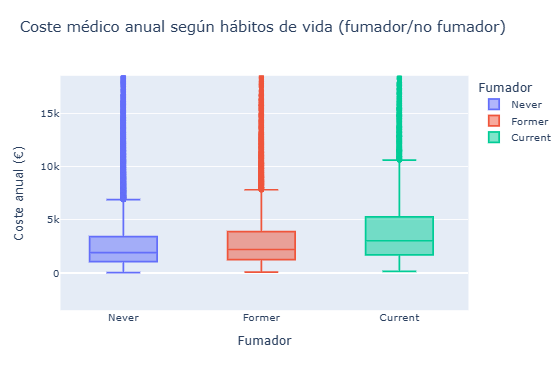 Coste médico anual según hábitos de vida (fumador/no fumador)
Fumador
Never
Former
Current
Coste anual (€)
15k
10k
5k
0
Never
Former
Current
Fumador